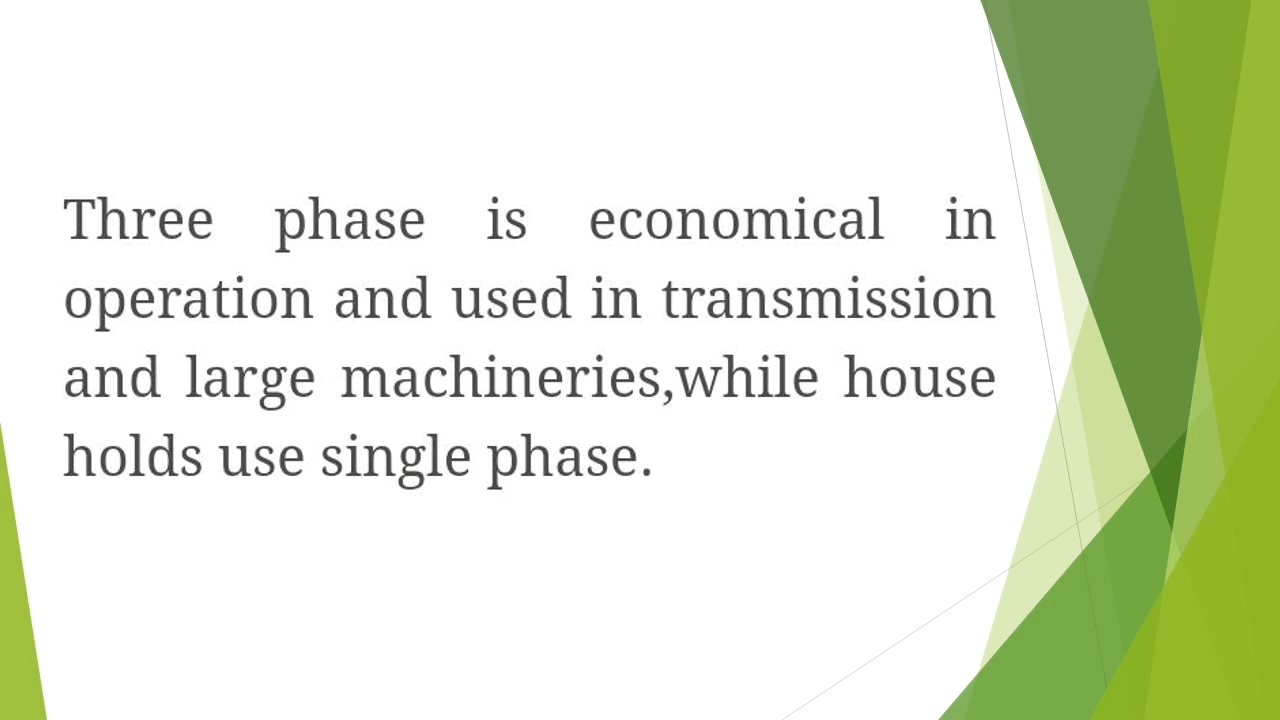 Three phase is economical in
operation and used in transmission
and large machineries,while house
holds use single phase.